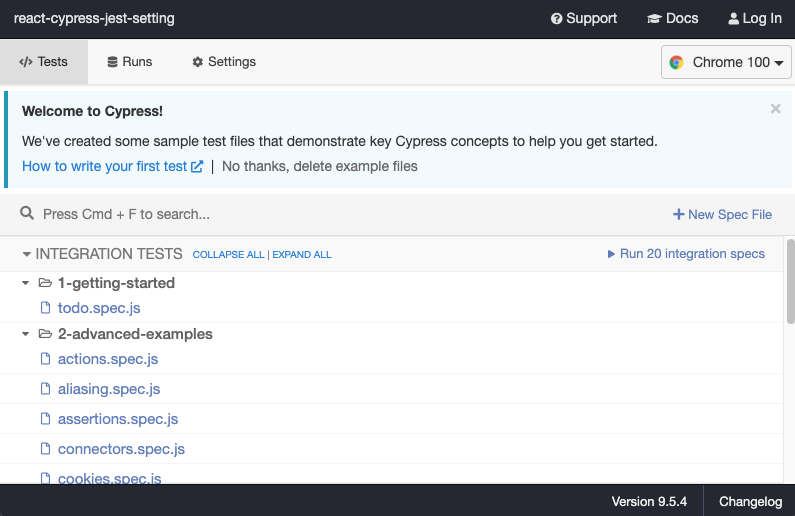 react-cypress-jest-setting Support Docs Log In
Tests Runs Settings Chrome 100
Welcome to Cypress!
We've created some sample test files that demonstrate key Cypress concepts to help you get started.
How to write your first test | No thanks, delete example files
Press Cmd + F to search... New Spec File
INTEGRATION TESTS COLLAPSE ALL | EXPAND ALL Run 20 integration specs
1-getting-started
todo.spec.js
2-advanced-examples
actions.spec.js
aliasing.spec.js
assertions.spec.js
connectors.spec.js
cookies.spec.js
Version 9.5.4 Changelog